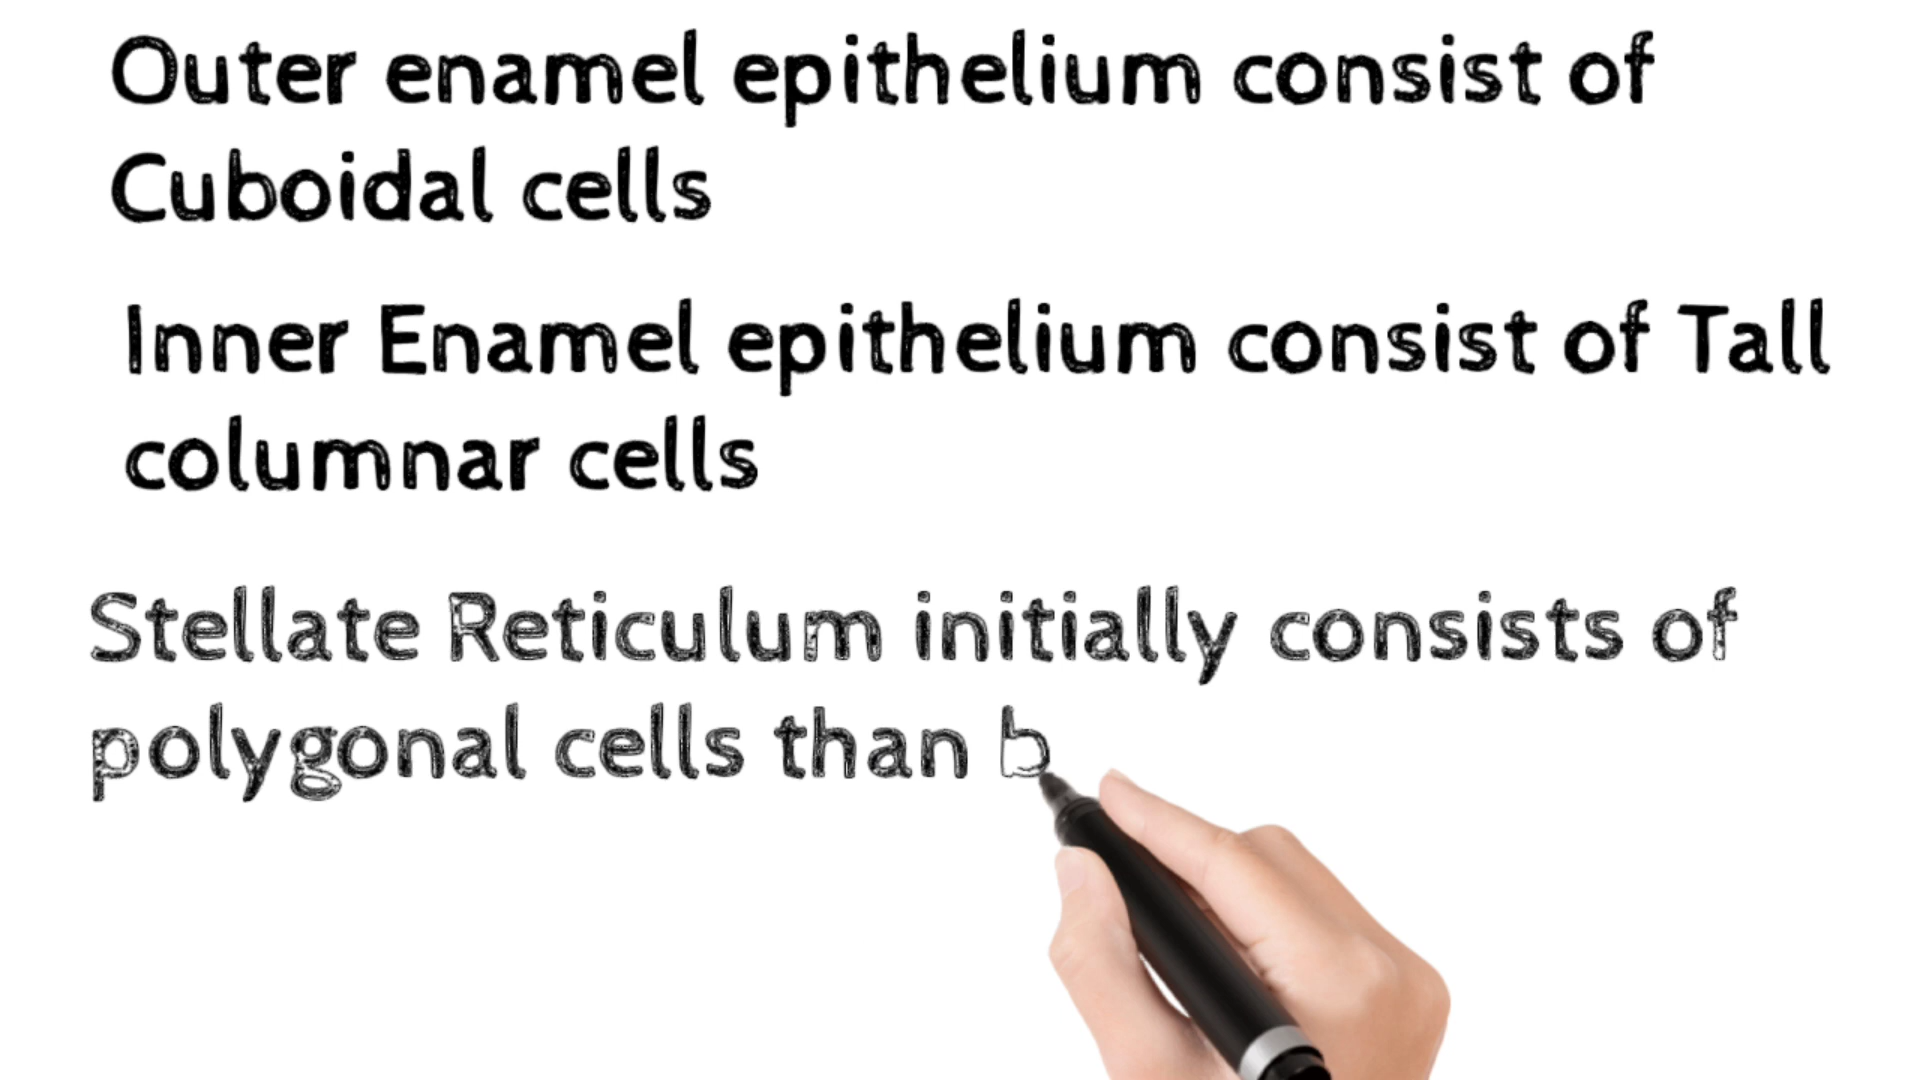 Outer enamel epithelium consist of
Cuboidal cells
Inner Enamel epithelium consist of Tall
columnar cells
Stellate Reticulum initially consists of
polygonal cells than b